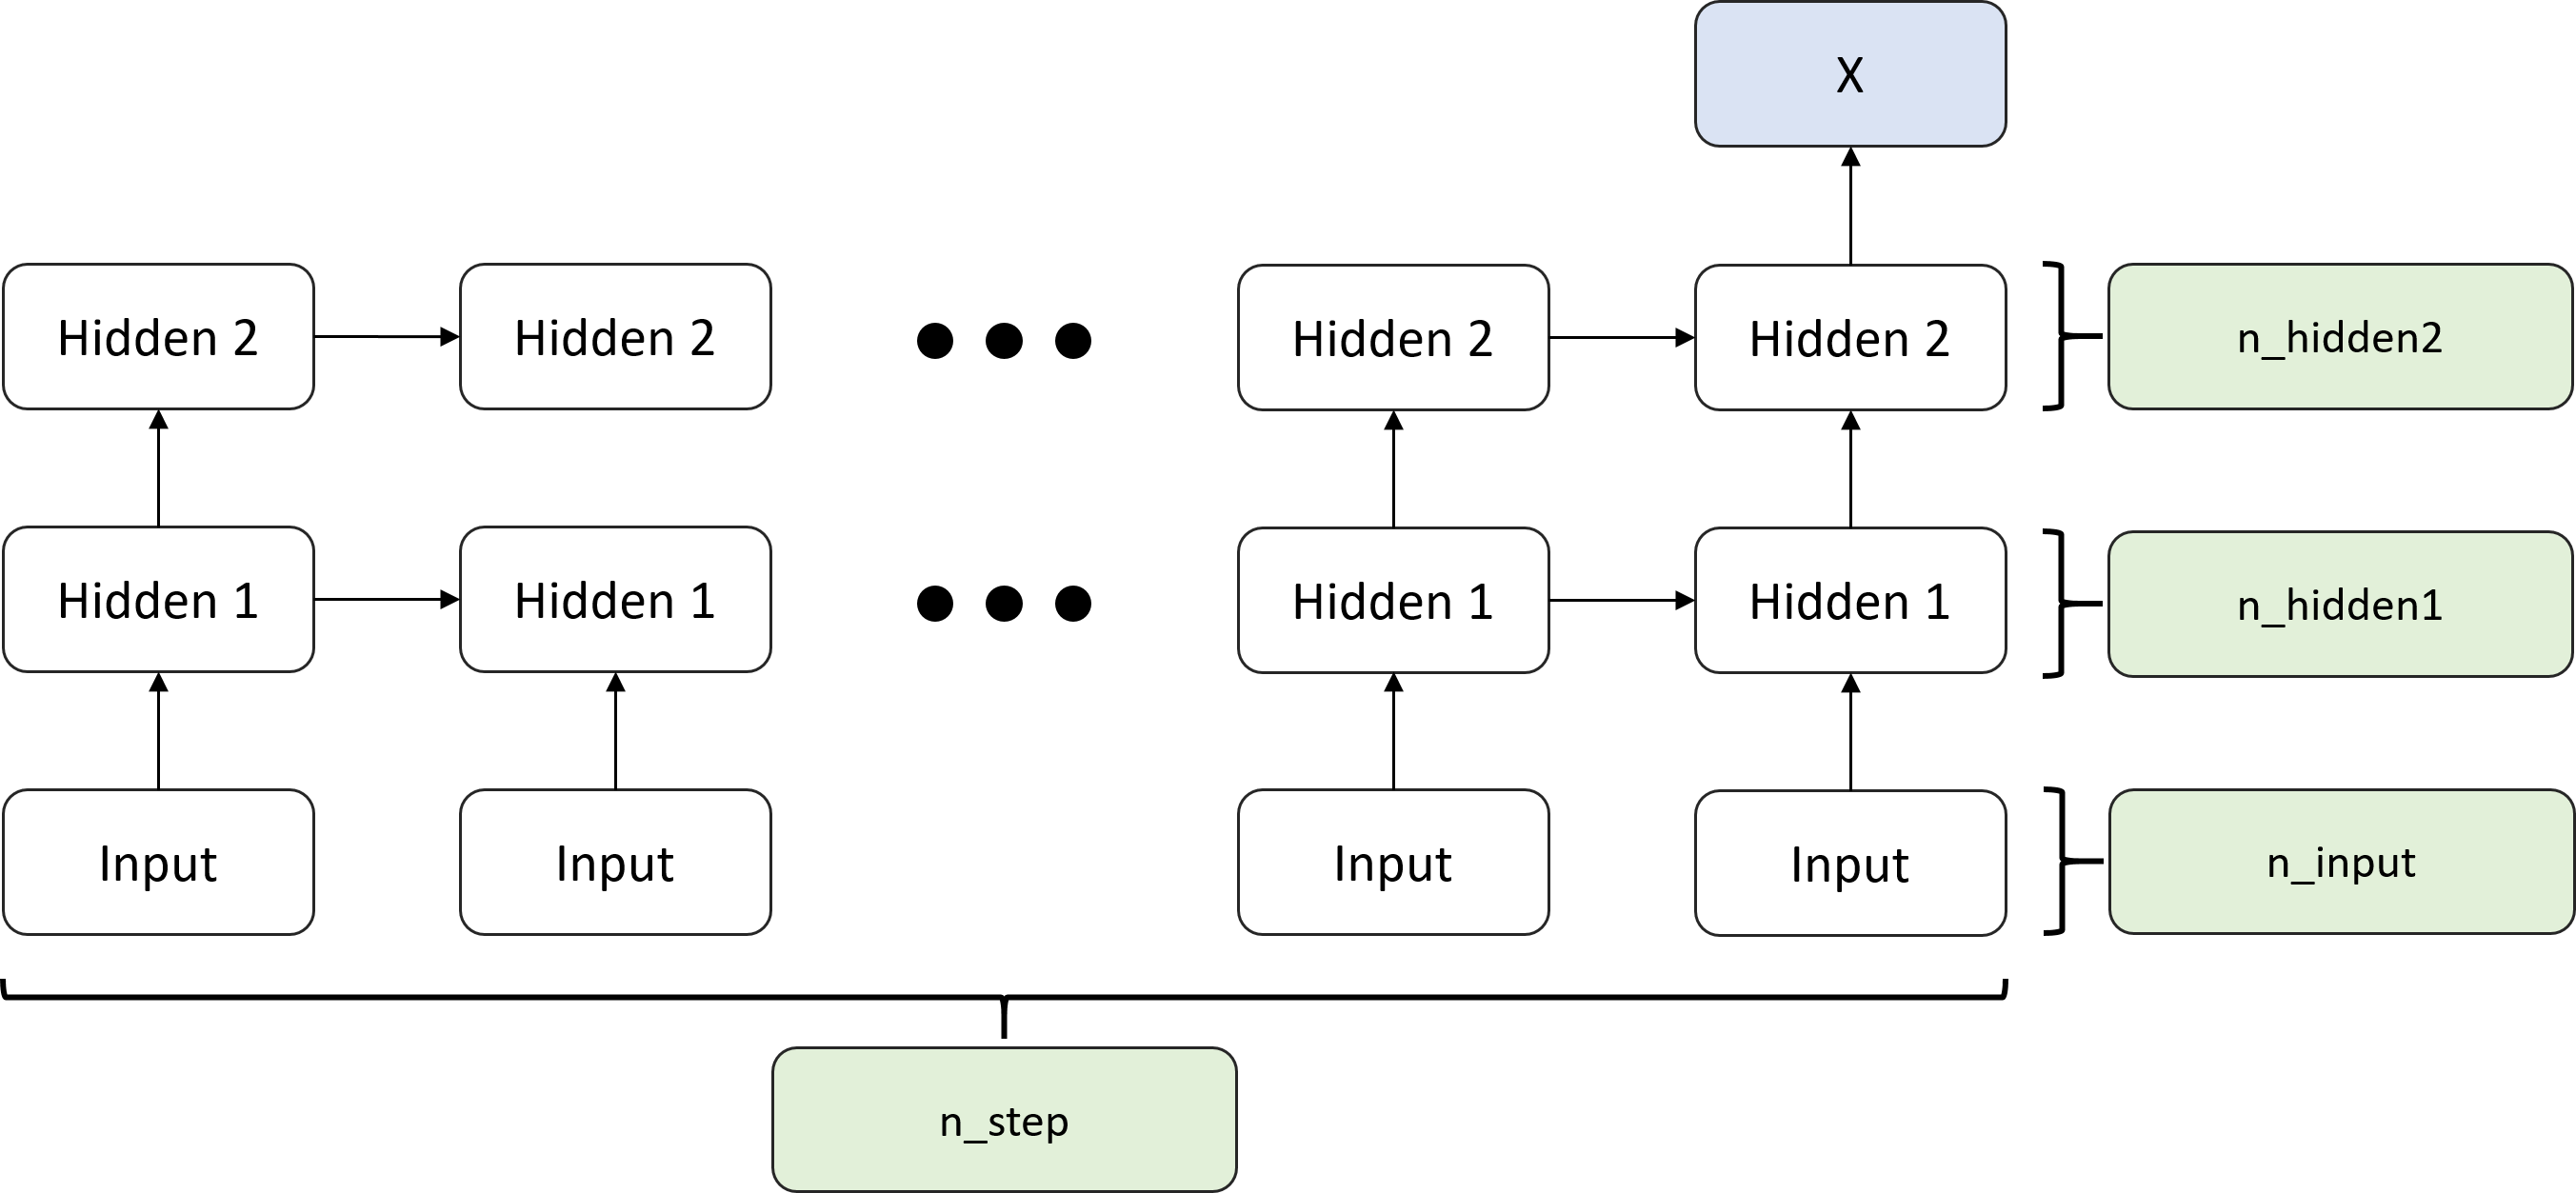 X
Hidden 2
Hidden 2
Hidden 2
Hidden 2
n_hidden2
Hidden 1
Hidden 1
Hidden 1
Hidden 1
n_hidden1
Input
Input
Input
Input
n_input
n_step